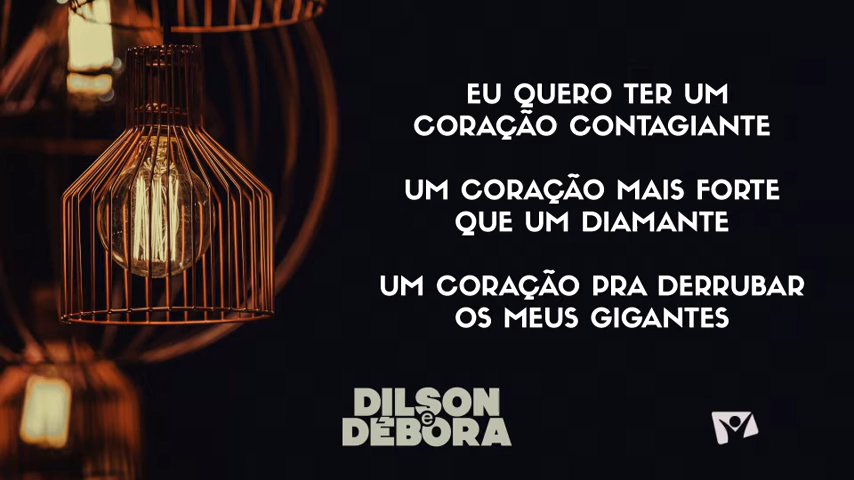 EU QUERO TER UM
CORAÇÃO CONTAGIANTE
UM CORAÇÃO MAIS FORTE
QUE UM DIAMANTE
UM CORAÇÃO PRA DERRUBAR
OS MEUS GIGANTES
DILSON
e
DÉBORA